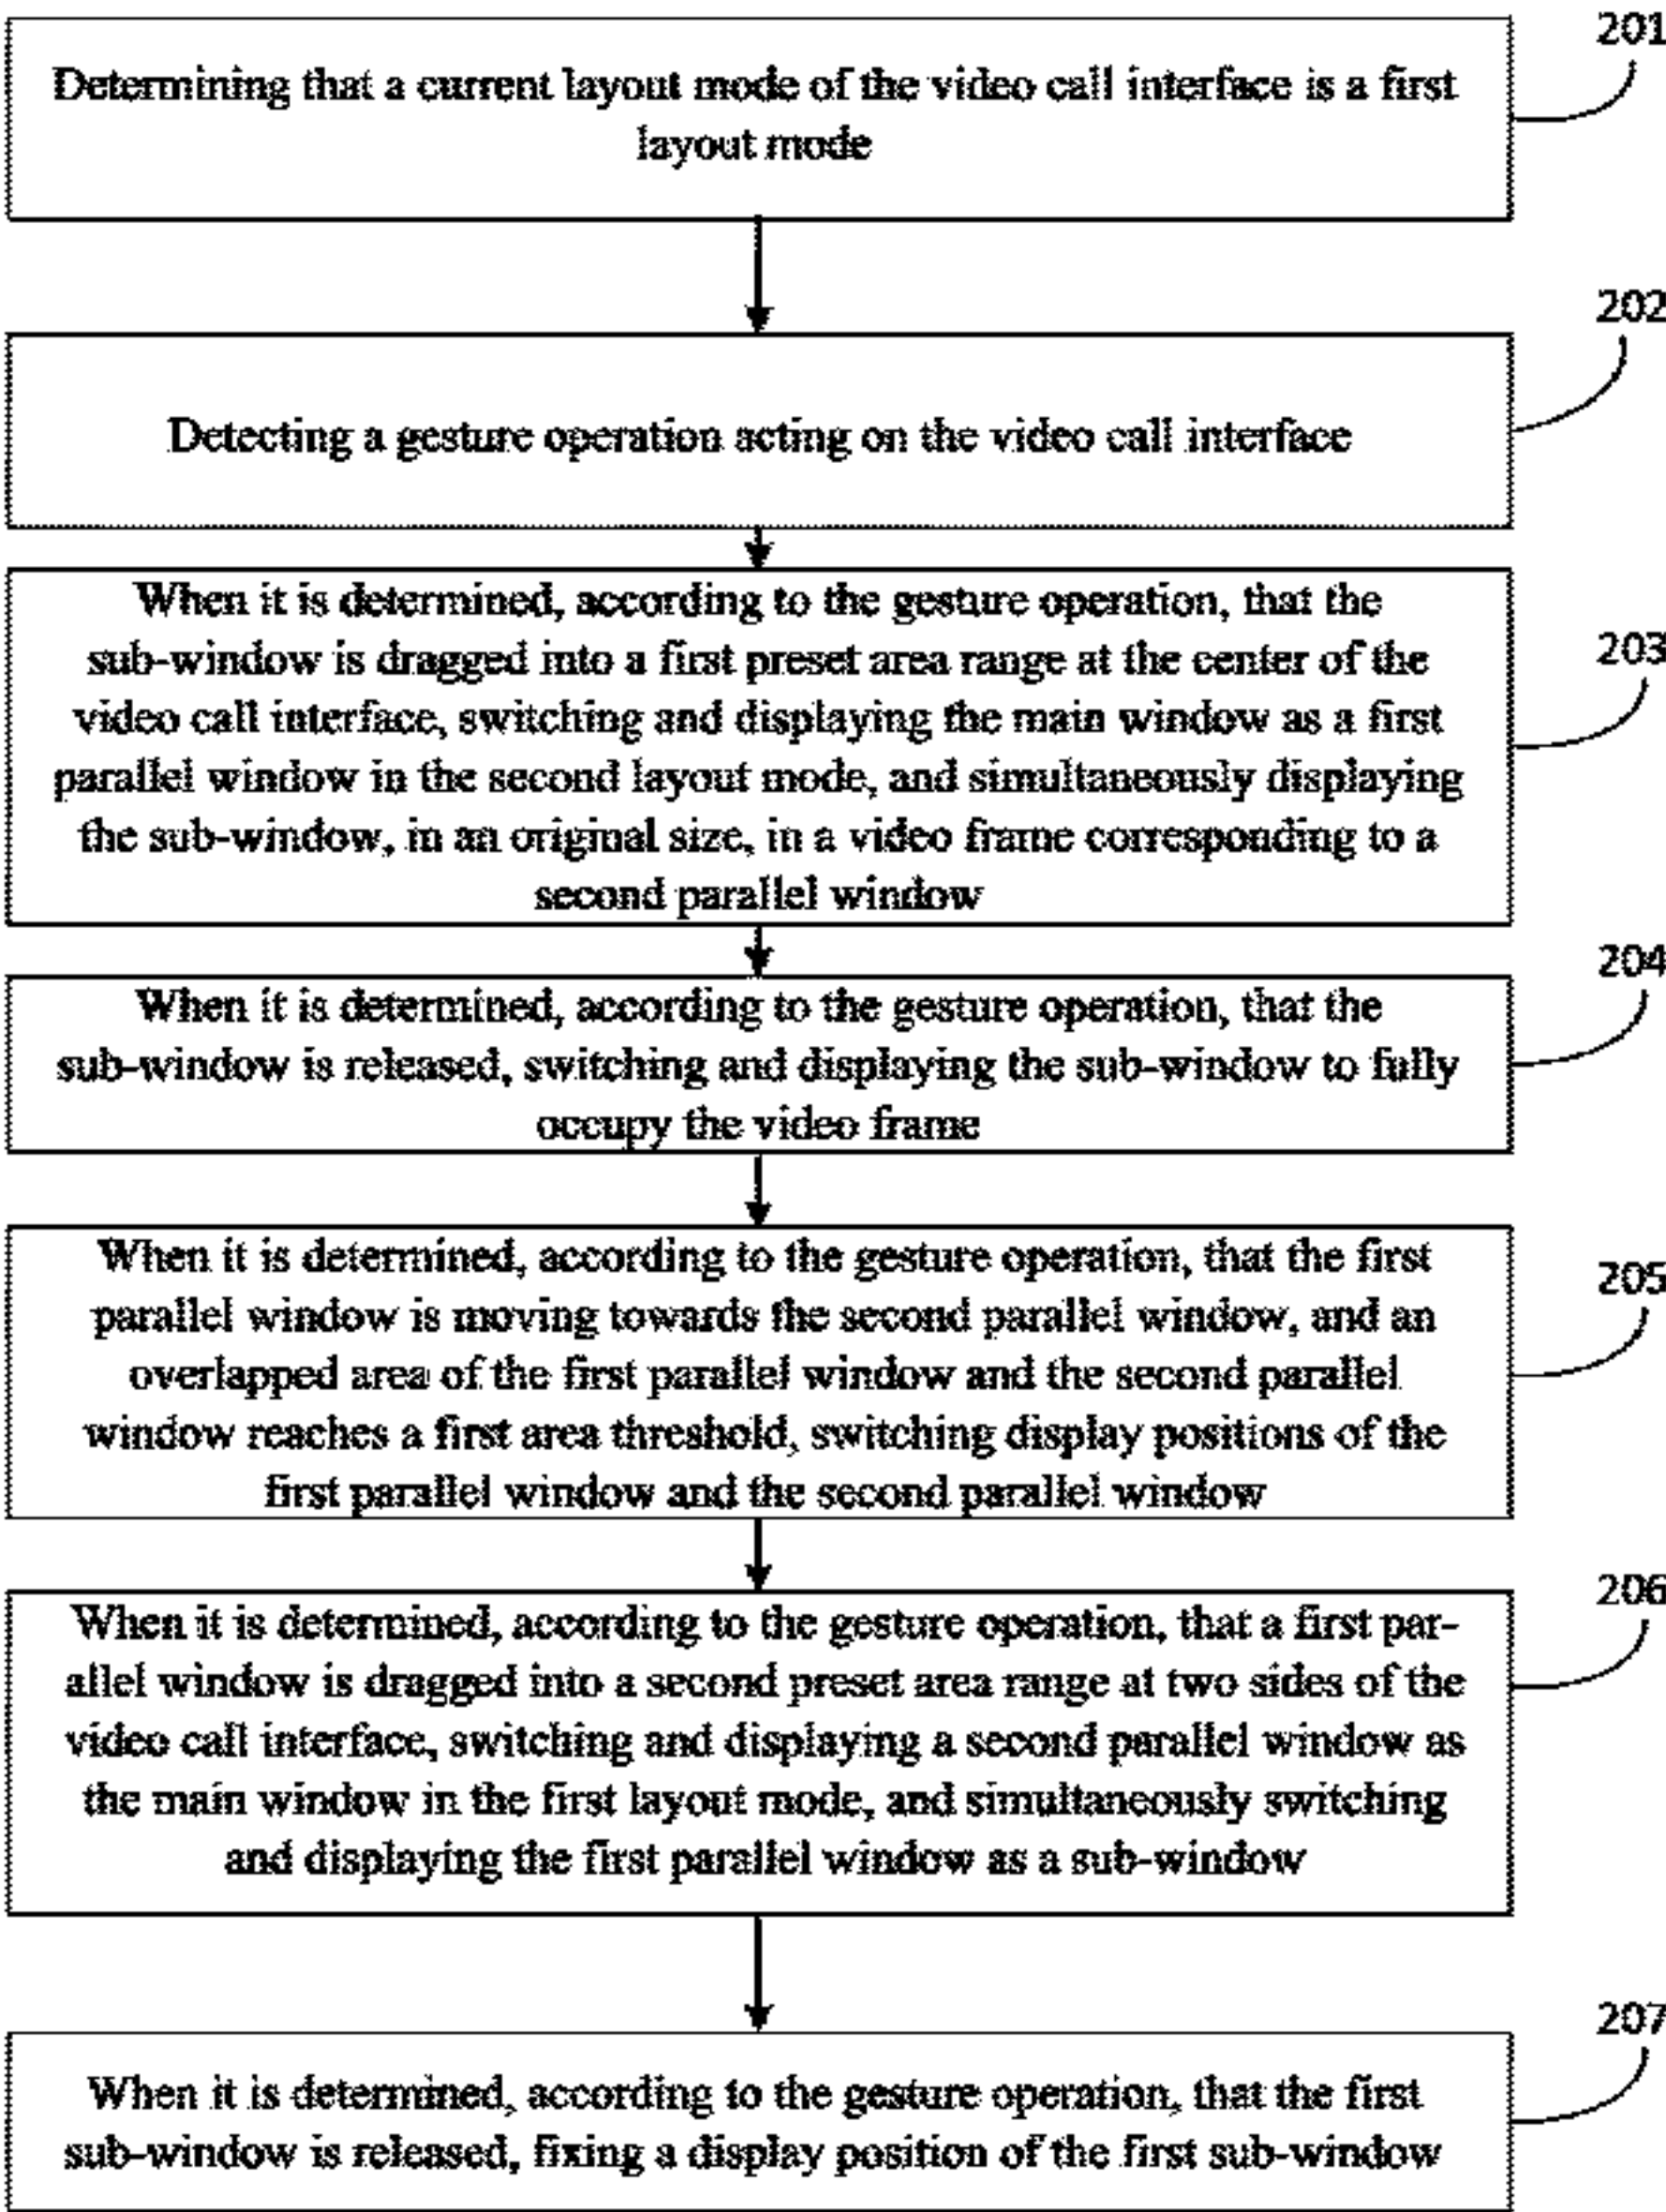 201
Determining that a current layout mode of the video call interface is a first
layout mode
202
Detecting a gesture operation acting on the video call interface
203
When it is determined, according to the gesture operation, that the
sub-window is dragged into a first preset area range at the center of the
video call interface, switching and displaying the main window as a first
parallel window in the second layout mode, and simultaneously displaying
the sub-window, in an original size, in a video frame corresponding to a
second parallel window
204
When it is determined, according to the gesture operation, that the
sub-window is released, switching and displaying the sub-window to fully
occupy the video frame
205
When it is determined, according to the gesture operation, that the first
parallel window is moving towards the second parallel window, and an
overlapped area of the first parallel window and the second parallel
window reaches a first area threshold, switching display positions of the
first parallel window and the second parallel window
206
When it is determined, according to the gesture operation, that a first par-
allel window is dragged into a second preset area range at two sides of the
video call interface, switching and displaying a second parallel window as
the main window in the first layout mode, and simultaneously switching
and displaying the first parallel window as a sub-window
207
When it is determined, according to the gesture operation, that the first
sub-window is released, fixing a display position of the first sub-window